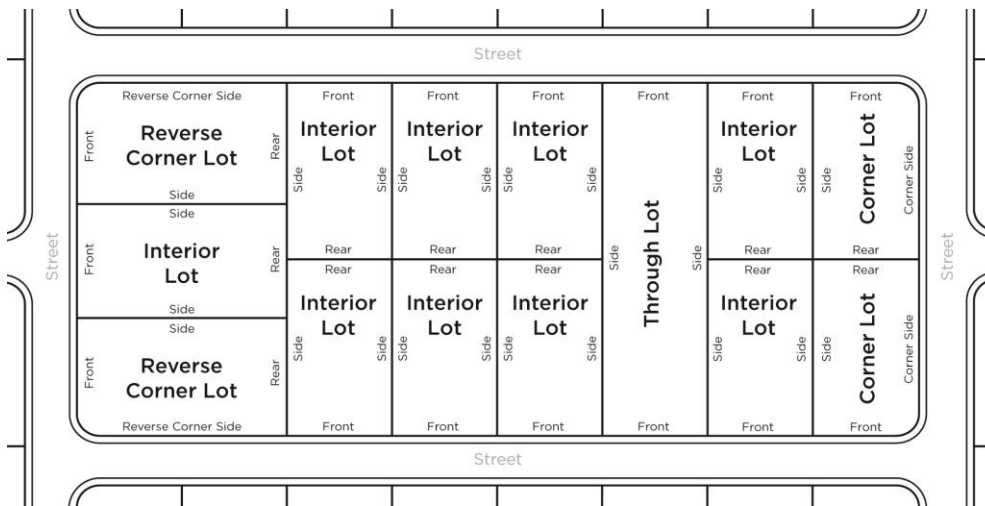 Street
Reverse Corner Side
Front
Front
Front
Front
Front
Front
Front
Reverse
Corner Lot
Rear
Side
Interior
Lot
Side
Side
Interior
Lot
Side
Side
Interior
Lot
Side
Side
Interior
Lot
Side
Side
Corner Lot
Corner Side
Side
Street
Front
Interior
Lot
Rear
Side
Rear
Rear
Rear
Side
Through Lot
Side
Rear
Rear
Street
Side
Front
Reverse
Corner Lot
Rear
Reverse Corner Side
Rear
Interior
Lot
Side
Side
Front
Rear
Interior
Lot
Side
Side
Front
Rear
Interior
Lot
Side
Side
Front
Front
Rear
Interior
Lot
Side
Side
Front
Rear
Side
Corner Lot
Corner Side
Front
Street